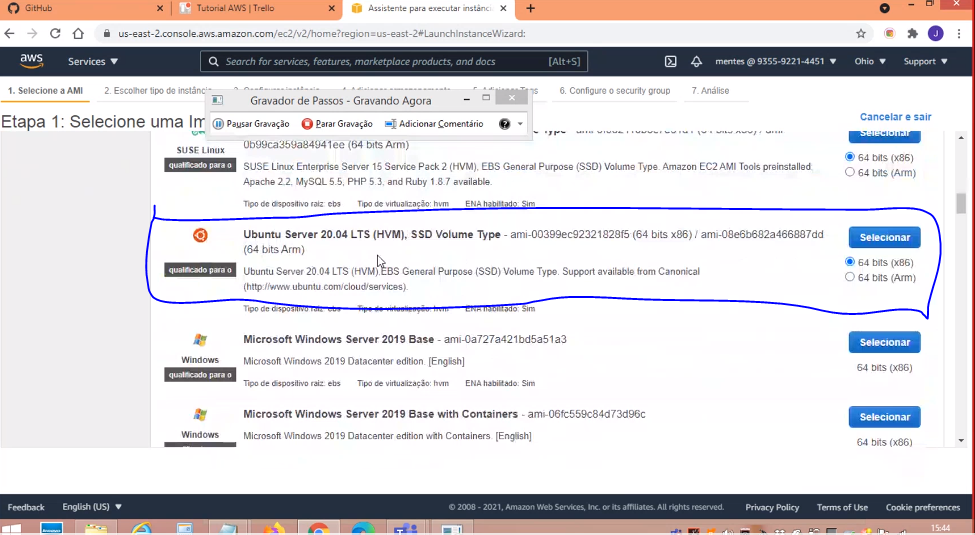 GitHub
Tutorial AWS | Trello
Assistente para executar instânc
us-east-2.console.aws.amazon.com/ec2/v2/home?region=us-east-2#LaunchInstanceWizard:
aws
Services
Search for services, features, marketplace products, and docs
[Alt+S]
mentes @ 9355-9221-4451
Ohio
Support
1. Selecione a AMI
2. Escolher tipo de instância
6. Configure o security group
7. Análise
Gravador de Passos - Gravando Agora
Pausar Gravação
Parar Gravação
Adicionar Comentário
Etapa 1: Selecione uma Im
Cancelar e sair
SUSE Linux
qualificado para o
0b99ca359a84941ee (64 bits Arm)
SUSE Linux Enterprise Server 15 Service Pack 2 (HVM), EBS General Purpose (SSD) Volume Type. Amazon EC2 AMI Tools preinstalled;
Apache 2.2, MySQL 5.5, PHP 5.3, and Ruby 1.8.7 available.
Tipo de dispositivo raiz: ebs Tipo de virtualização: hvm ENA habilitado: Sim
Selecionar
64 bits (x86)
64 bits (Arm)
qualificado para o
Ubuntu Server 20.04 LTS (HVM), SSD Volume Type - ami-00399ec92321828f5 (64 bits x86) / ami-08e6b682a466887dd
(64 bits Arm)
Ubuntu Server 20.04 LTS (HVM),EBS General Purpose (SSD) Volume Type. Support available from Canonical
(http://www.ubuntu.com/cloud/services).
Tipo de dispositivo raiz: ebs Tipo de virtualização: hvm ENA habilitado: Sim
Selecionar
64 bits (x86)
64 bits (Arm)
Windows
qualificado para o
Microsoft Windows Server 2019 Base - ami-0a727a421bd5a51a3
Microsoft Windows 2019 Datacenter edition. [English]
Tipo de dispositivo raiz: ebs Tipo de virtualização: hvm ENA habilitado: Sim
Selecionar
64 bits (x86)
Windows
Microsoft Windows Server 2019 Base with Containers - ami-06fc559c84d73d96c
Microsoft Windows 2019 Datacenter edition with Containers. [English]
Selecionar
64 bits (x86)
Feedback
English (US)
© 2008 - 2021, Amazon Web Services, Inc. or its affiliates. All rights reserved.
Privacy Policy
Terms of Use
Cookie preferences
15:44